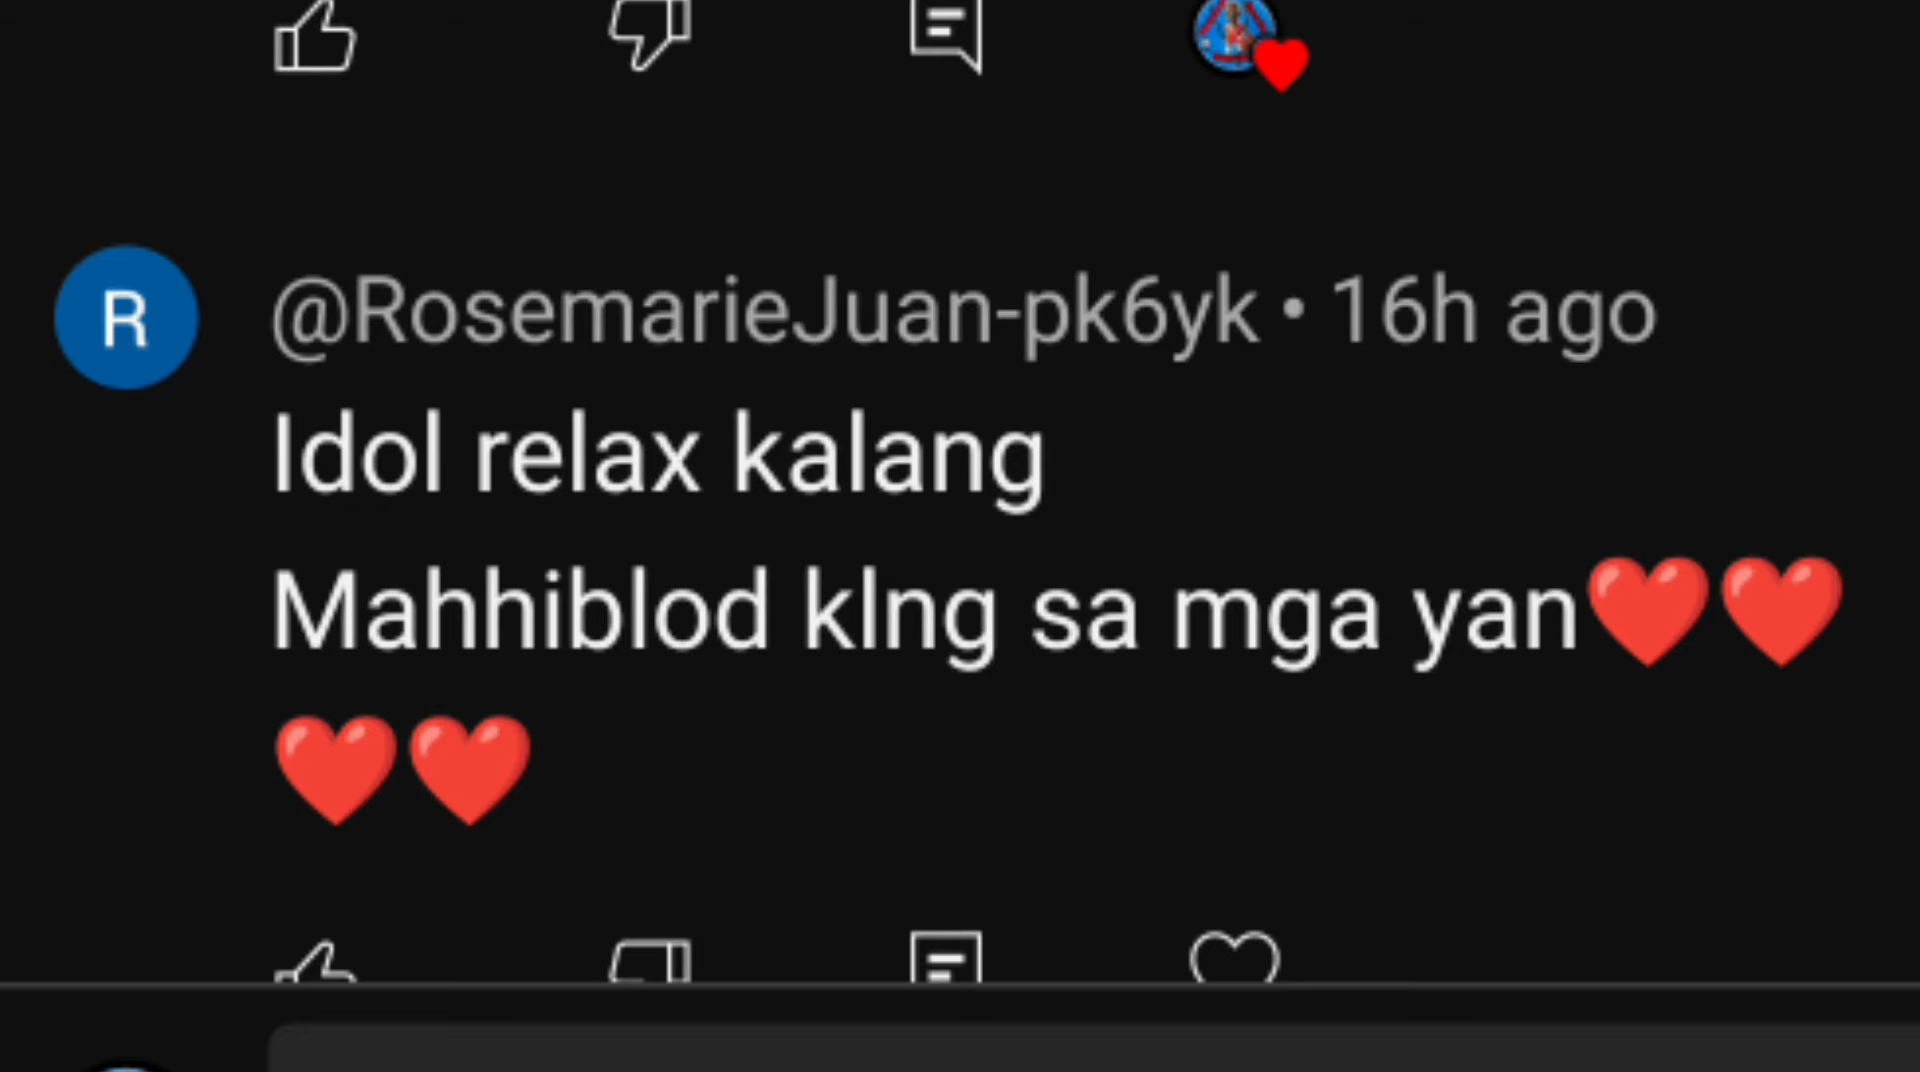 R
@RosemarieJuan-pk6yk • 16h ago
Idol relax kalang
Mahhiblod klng sa mga yan❤️❤️
❤️❤️